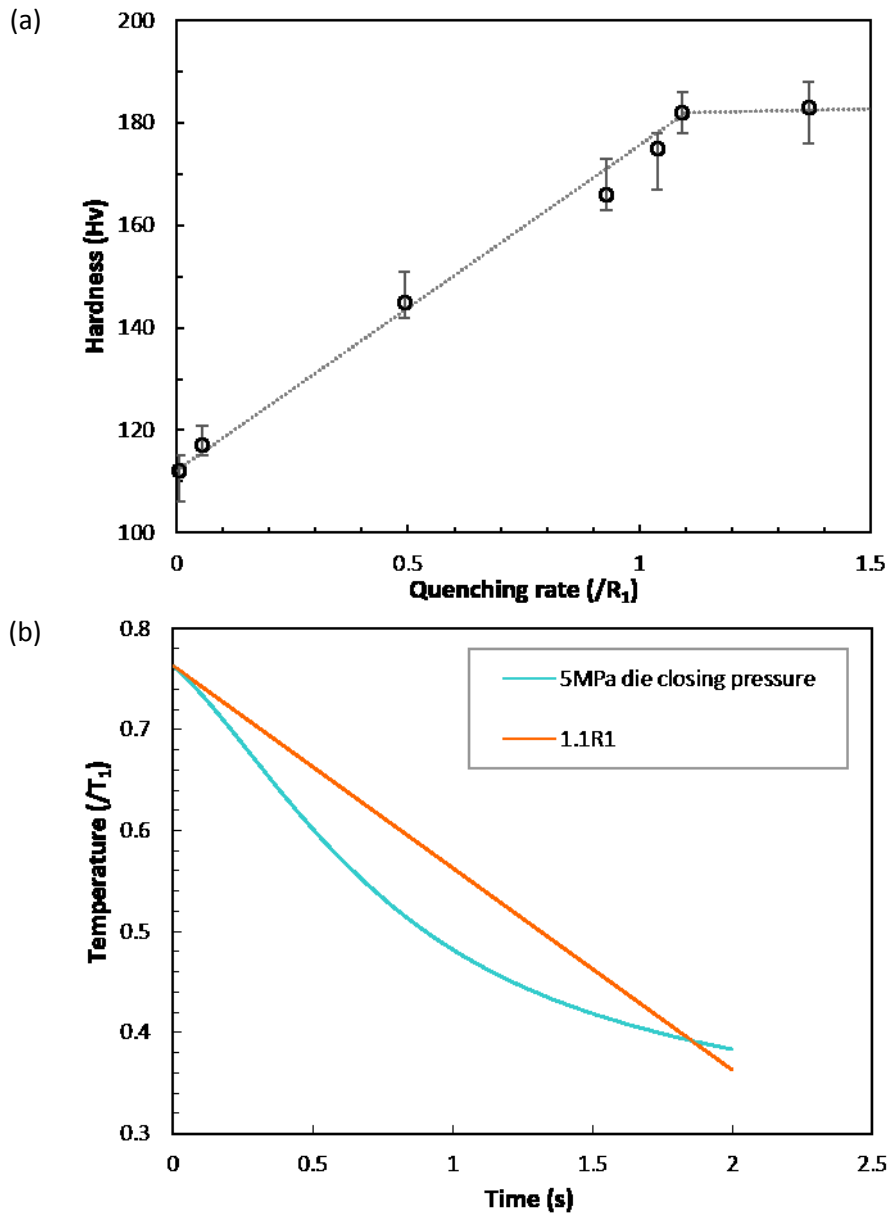 (a)
200
180
160
140
120
100
Hardness (Hv)
0
0.5
1
1.5
Quenching rate (/R₁)
(b)
0.8
0.7
0.6
0.5
0.4
0.3
Temperature (/T₁)
5MPa die closing pressure
1.1R1
0
0.5
1
1.5
2
2.5
Time (s)